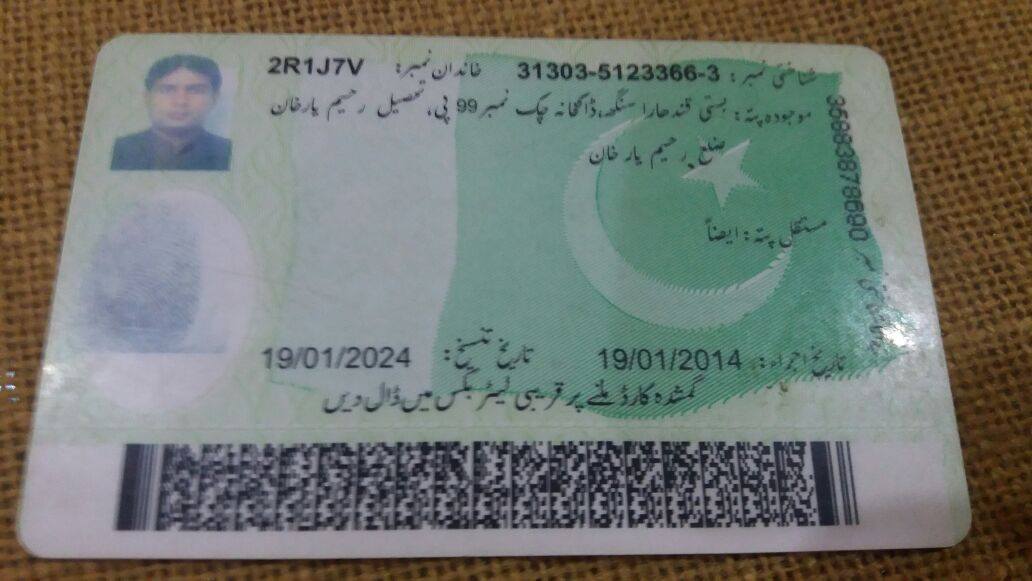 شناختی نمبر: 31303-5123366-3 خاندان نمبر: 2R1J7V
موجودہ پتہ: بستی قندھارا سنگھ، ڈاکخانہ چک نمبر 99 پی، تحصیل رحیم یار خان
ضلع رحیم یار خان
مستقل پتہ: ایضاً
تاریخ اجراء: 19/01/2014 تاریخ تنسیخ: 19/01/2024
گمشدہ کارڈ ملنے پر قریبی لیٹر بکس میں ڈال دیں